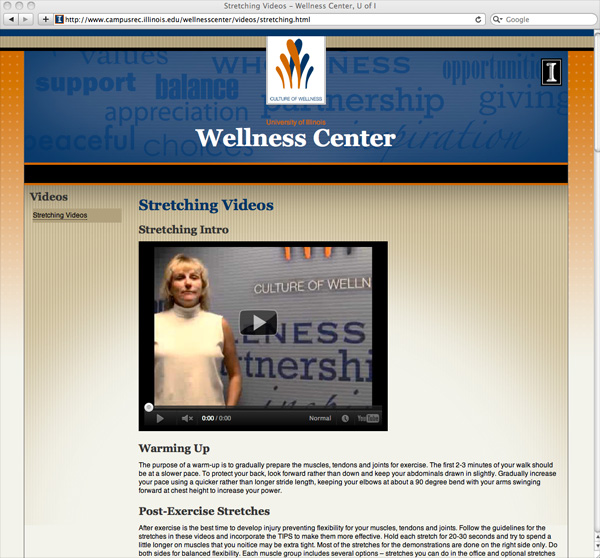 Stretching Videos – Wellness Center, U of I
http://www.campusrec.illinois.edu/wellnesscenter/videos/stretching.html
Google
values
WHOLENESS
opportunities
support
balance
partnership
giving
appreciation
peaceful
choices
inspiration
CULTURE OF WELLNESS
I
University of Illinois
Wellness Center
Videos
Stretching Videos
Stretching Videos
Stretching Intro
CULTURE OF WELLN
LENESS
rtnership
inspi
0:00 / 0:00
Normal
YouTube
Warming Up
The purpose of a warm-up is to gradually prepare the muscles, tendons and joints for exercise. The first 2-3 minutes of your walk should
be at a slower pace. To protect your back, look forward rather than down and keep your abdominals drawn in slightly. Gradually increase
your pace using a quicker rather than longer stride length, keeping your elbows at about a 90 degree bend with your arms swinging
forward at chest height to increase your power.
Post-Exercise Stretches
After exercise is the best time to develop injury preventing flexibility for your muscles, tendons and joints. Follow the guidelines for the
stretches in these videos and incorporate the TIPS to make them more effective. Hold each stretch for 20-30 seconds and try to spend a
little longer on muscles that you notice may be extra tight. Most of the stretches for the demonstrations are done on the right side only. Do
both sides for balanced flexibility. Each muscle group includes several options – stretches you can do in the office and optional stretches